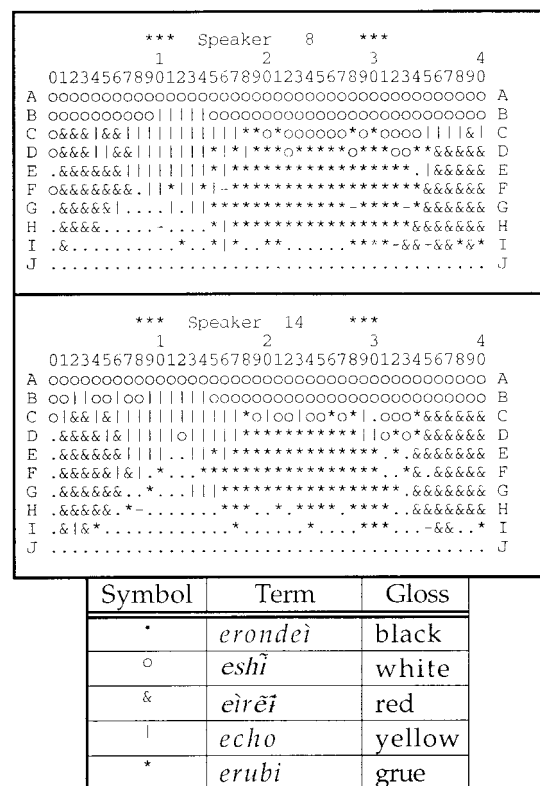 *** Speaker 8 ***
1 2 3 4
01234567890123456789012345678901234567890
A ooooooooooooooooooooooooooooooooooooooooo A
B oooooooooo|||||oooooooooooooooooooooooooo B
C o&&&|&&|||||||||||**o*oooooo*o*oooo||||&| C
D o&&&||&&|||||||*|*|***o*****o***oo**&&&&& D
E .&&&&&&||||||||*|*****************.|&&&&& E
F o&&&&&&&.||*||*|-******************&&&&&& F
G .&&&&&|....|.||*************-****-*&&&&&& G
H .&&&&.....-....*|******************&&&&&& H
I .&..........*..*|*..**......****-&&-&&*&* I
J ......................................... J
*** Speaker 14 ***
1 2 3 4
01234567890123456789012345678901234567890
A ooooooooooooooooooooooooooooooooooooooooo A
B oo||oo|oo||||||oooooooooooooooooooooooooo B
C o|&&|&||||||||||||*o|oo|oo*o*|.ooo*&&&&&& C
D .&&&&|&|||||o|||||***********||o*o*&&&&&& D
E .&&&&&&||||..||*|***************.*.&&&&&& E
F .&&&&&|&|.*...*****************..*&.&&&&& F
G .&&&&&&..*...|||*****************.&&&&&&& G
H .&&&&&.*-.......***..*.****.****..&&&&&&& H
I .&|&*............*......*....***...-&&..* I
J ......................................... J
Symbol Term Gloss
. erondeì black
o eshĩ̀ white
& eìrẽĩ́ red
| echo yellow
* erubi grue